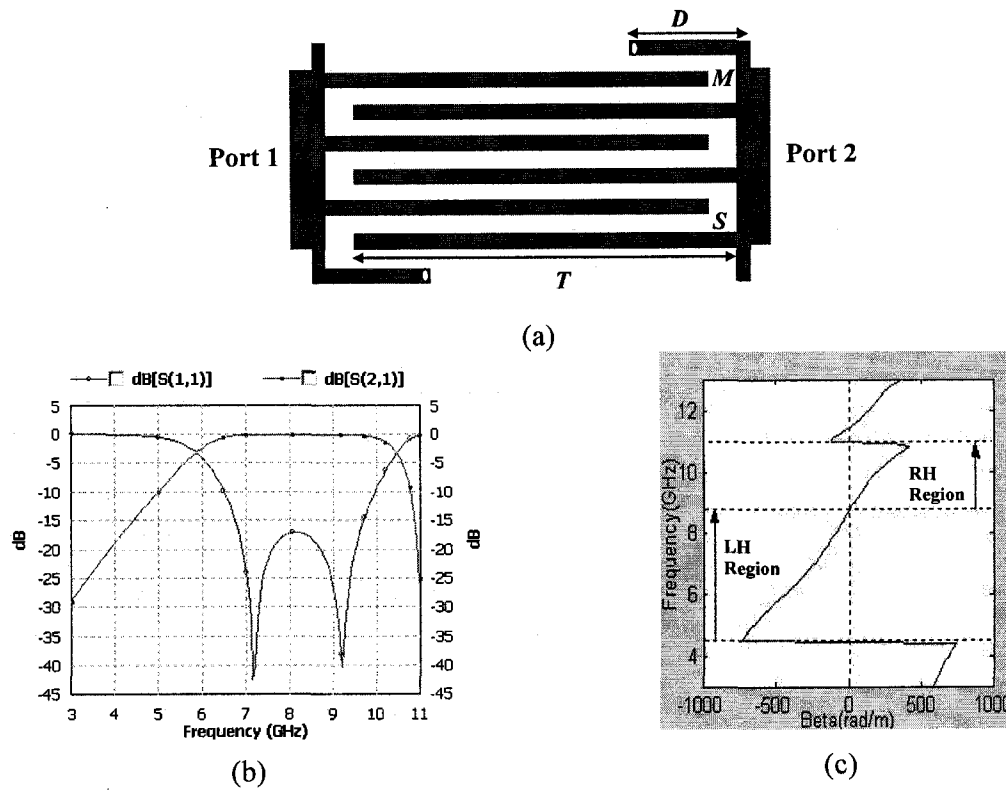 D
M
Port 1
Port 2
S
T
(a)
dB[S(1,1)]
dB[S(2,1)]
5
0
-5
-10
-15
-20
-25
-30
-35
-40
-45
dB
5
0
-5
-10
-15
-20
-25
-30
-35
-40
-45
dB
3 4 5 6 7 8 9 10 11
Frequency (GHz)
(b)
12
10
8
6
4
Frequency(GHz)
RH
Region
LH
Region
-1000 -500 0 500 1000
Beta(rad/m)
(c)